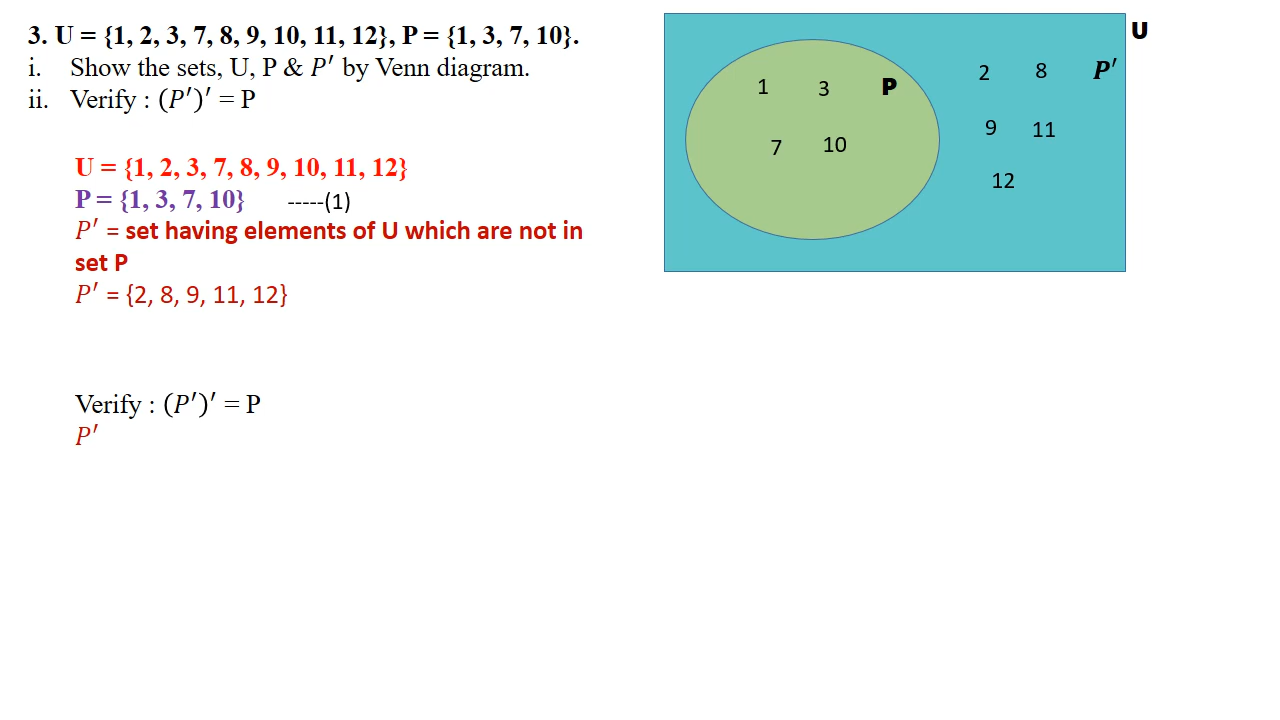 3. U = {1, 2, 3, 7, 8, 9, 10, 11, 12}, P = {1, 3, 7, 10}.
i. Show the sets, U, P & P′ by Venn diagram.
ii. Verify : (P′)′ = P
U = {1, 2, 3, 7, 8, 9, 10, 11, 12}
P = {1, 3, 7, 10} -----(1)
P′ = set having elements of U which are not in
set P
P′ = {2, 8, 9, 11, 12}
Verify : (P′)′ = P
P′
U
1 3 P 2 8 P′
7 10 9 11
12